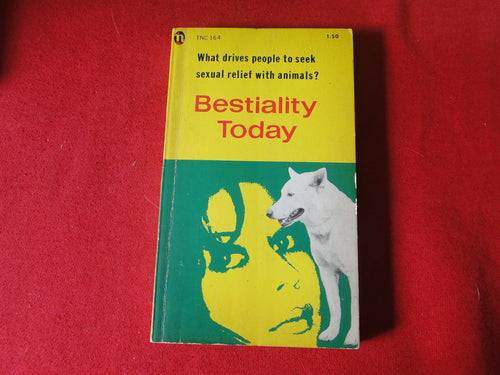 TNC 164
1.50
What drives people to seek
sexual relief with animals?
Bestiality
Today